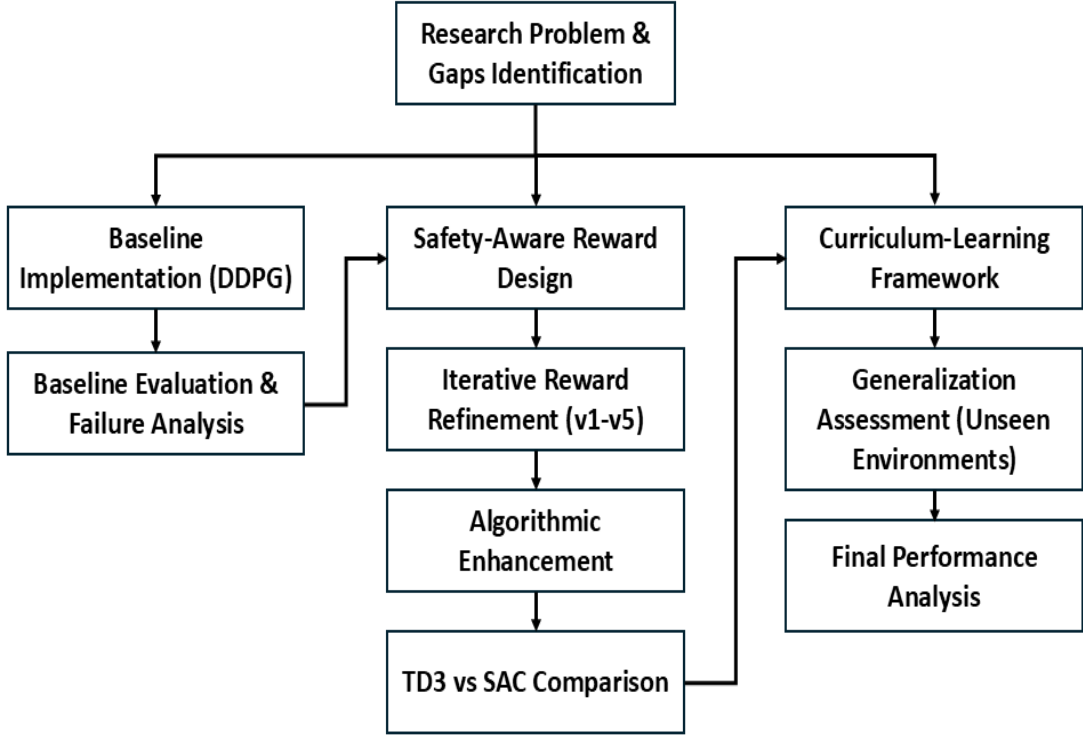 Research Problem &
Gaps Identification
Baseline
Implementation (DDPG)
Baseline Evaluation &
Failure Analysis
Safety-Aware Reward
Design
Iterative Reward
Refinement (v1-v5)
Algorithmic
Enhancement
TD3 vs SAC Comparison
Curriculum-Learning
Framework
Generalization
Assessment (Unseen
Environments)
Final Performance
Analysis